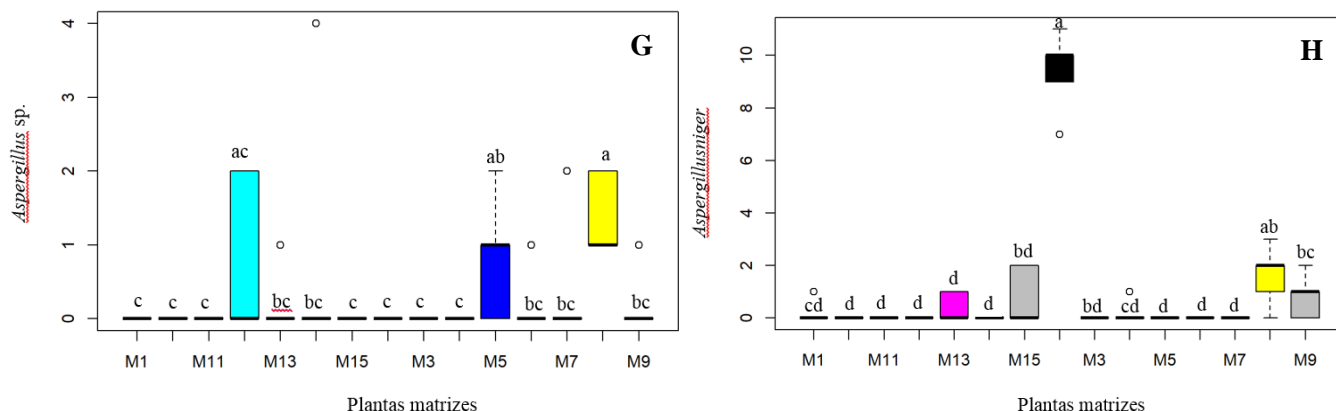 G
4
3
2
1
0
Aspergillus sp.
c c c ac bc bc c c c c ab bc bc a bc
M1 M11 M13 M15 M3 M5 M7 M9
Plantas matrizes
H
10
8
6
4
2
0
Aspergillusniger
cd d d d d d bd a bd cd d d d ab bc
M1 M11 M13 M15 M3 M5 M7 M9
Plantas matrizes